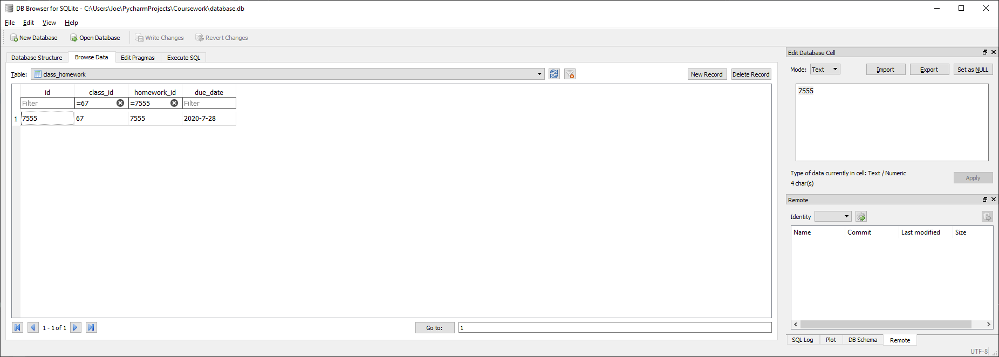 DB Browser for SQLite - C:\Users\Joe\PycharmProjects\Coursework\database.db
File Edit View Help
New Database Open Database Write Changes Revert Changes
Database Structure Browse Data Edit Pragmas Execute SQL
Table: class_homework New Record Delete Record
id class_id homework_id due_date
Filter =67 =7555 Filter
1 7555 67 7555 2020-7-28
1 - 1 of 1 Go to: 1
Edit Database Cell
Mode: Text Import Export Set as NULL
7555
Type of data currently in cell: Text / Numeric
4 char(s)
Apply
Remote
Identity
Name Commit Last modified Size
SQL Log Plot DB Schema Remote
UTF-8